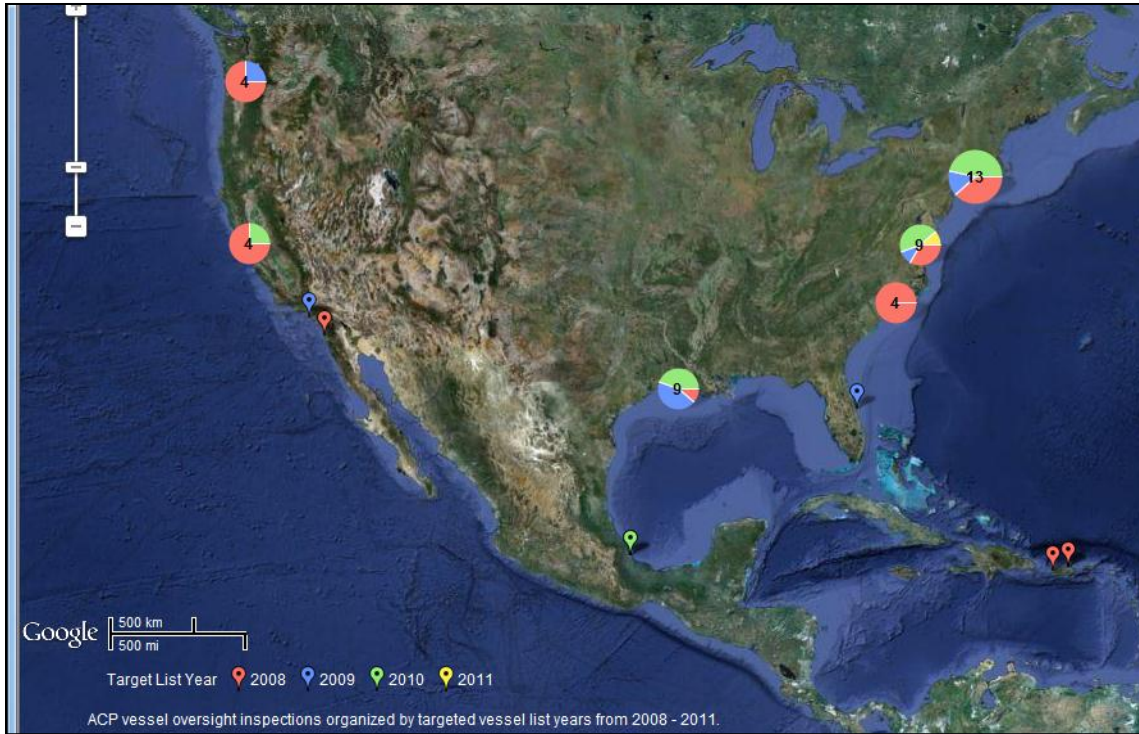 4
13
4
9
4
9
Google
500 km
500 mi
Target List Year 2008 2009 2010 2011
ACP vessel oversight inspections organized by targeted vessel list years from 2008 - 2011.